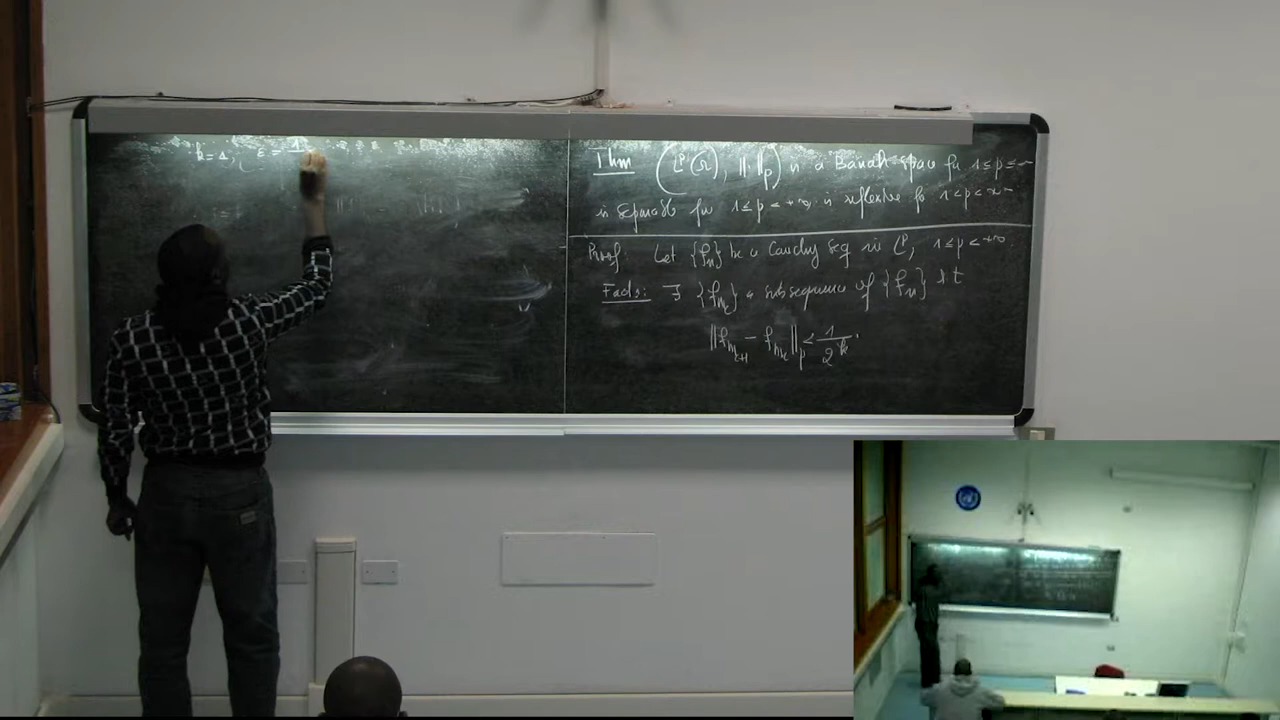 k=1, ε = 1
Thm (L^p(Ω), || ||_p) is a Banach space for 1≤p≤∞
is separable for 1≤p<+∞, is reflexive for 1<p<∞
Proof. Let {f_n} be a Cauchy seq in L^p, 1≤p<+∞
Facts: ∃ {f_{n_k}} a subsequence of {f_n} s.t
||f_{n_{k+1}} - f_{n_k}||_p < 1/2^k.